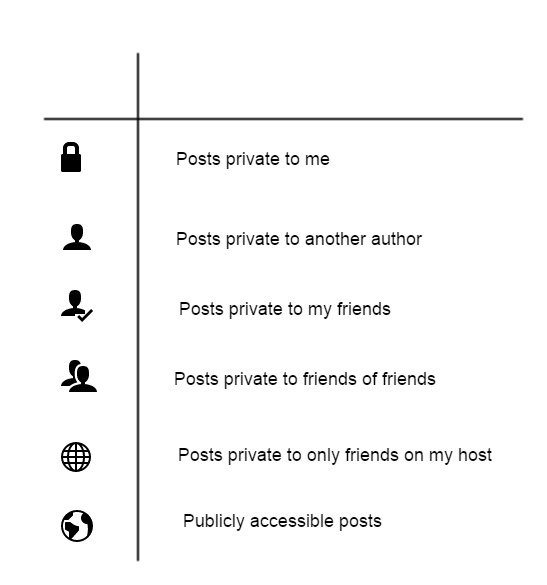 Posts private to me
Posts private to another author
Posts private to my friends
Posts private to friends of friends
Posts private to only friends on my host
Publicly accessible posts